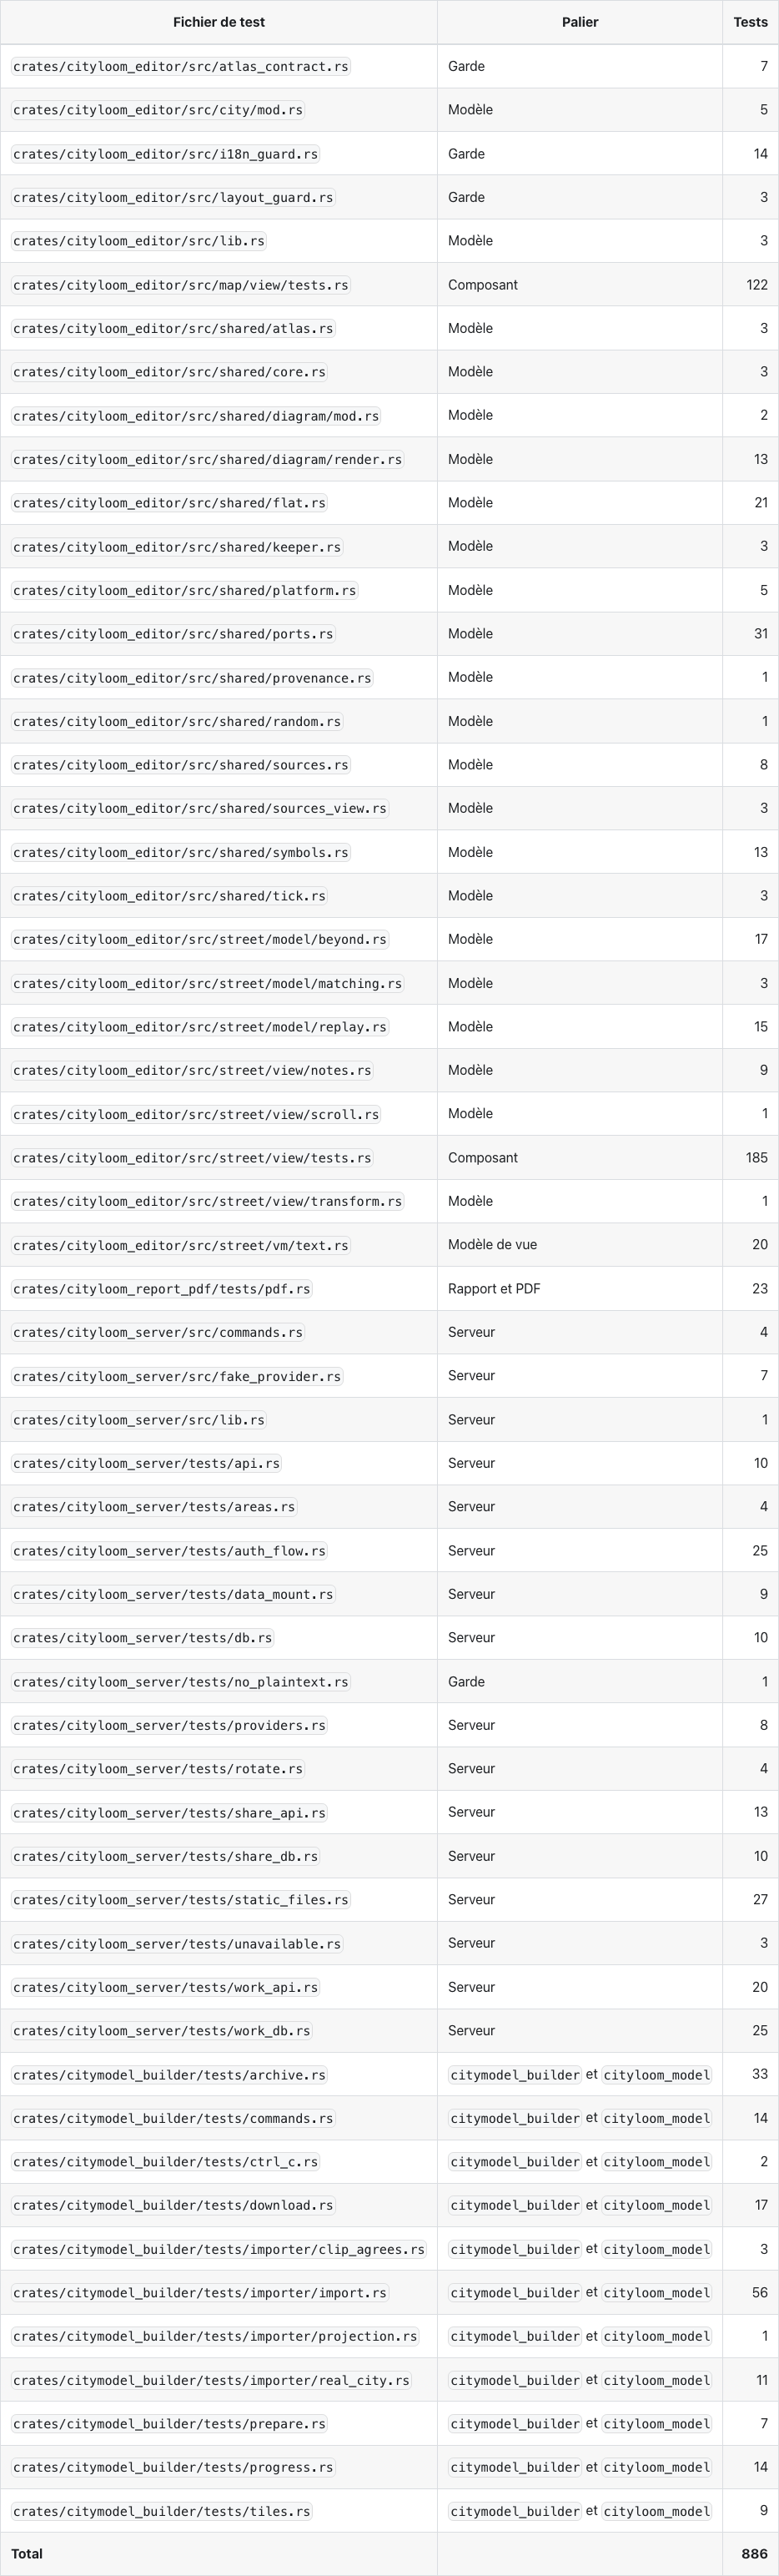 Fichier de test Palier Tests
crates/cityloom_editor/src/atlas_contract.rs Garde 7
crates/cityloom_editor/src/city/mod.rs Modèle 5
crates/cityloom_editor/src/i18n_guard.rs Garde 14
crates/cityloom_editor/src/layout_guard.rs Garde 3
crates/cityloom_editor/src/lib.rs Modèle 3
crates/cityloom_editor/src/map/view/tests.rs Composant 122
crates/cityloom_editor/src/shared/atlas.rs Modèle 3
crates/cityloom_editor/src/shared/core.rs Modèle 3
crates/cityloom_editor/src/shared/diagram/mod.rs Modèle 2
crates/cityloom_editor/src/shared/diagram/render.rs Modèle 13
crates/cityloom_editor/src/shared/flat.rs Modèle 21
crates/cityloom_editor/src/shared/keeper.rs Modèle 3
crates/cityloom_editor/src/shared/platform.rs Modèle 5
crates/cityloom_editor/src/shared/ports.rs Modèle 31
crates/cityloom_editor/src/shared/provenance.rs Modèle 1
crates/cityloom_editor/src/shared/random.rs Modèle 1
crates/cityloom_editor/src/shared/sources.rs Modèle 8
crates/cityloom_editor/src/shared/sources_view.rs Modèle 3
crates/cityloom_editor/src/shared/symbols.rs Modèle 13
crates/cityloom_editor/src/shared/tick.rs Modèle 3
crates/cityloom_editor/src/street/model/beyond.rs Modèle 17
crates/cityloom_editor/src/street/model/matching.rs Modèle 3
crates/cityloom_editor/src/street/model/replay.rs Modèle 15
crates/cityloom_editor/src/street/view/notes.rs Modèle 9
crates/cityloom_editor/src/street/view/scroll.rs Modèle 1
crates/cityloom_editor/src/street/view/tests.rs Composant 185
crates/cityloom_editor/src/street/view/transform.rs Modèle 1
crates/cityloom_editor/src/street/vm/text.rs Modèle de vue 20
crates/cityloom_report_pdf/tests/pdf.rs Rapport et PDF 23
crates/cityloom_server/src/commands.rs Serveur 4
crates/cityloom_server/src/fake_provider.rs Serveur 7
crates/cityloom_server/src/lib.rs Serveur 1
crates/cityloom_server/tests/api.rs Serveur 10
crates/cityloom_server/tests/areas.rs Serveur 4
crates/cityloom_server/tests/auth_flow.rs Serveur 25
crates/cityloom_server/tests/data_mount.rs Serveur 9
crates/cityloom_server/tests/db.rs Serveur 10
crates/cityloom_server/tests/no_plaintext.rs Garde 1
crates/cityloom_server/tests/providers.rs Serveur 8
crates/cityloom_server/tests/rotate.rs Serveur 4
crates/cityloom_server/tests/share_api.rs Serveur 13
crates/cityloom_server/tests/share_db.rs Serveur 10
crates/cityloom_server/tests/static_files.rs Serveur 27
crates/cityloom_server/tests/unavailable.rs Serveur 3
crates/cityloom_server/tests/work_api.rs Serveur 20
crates/cityloom_server/tests/work_db.rs Serveur 25
crates/citymodel_builder/tests/archive.rs citymodel_builder et cityloom_model 33
crates/citymodel_builder/tests/commands.rs citymodel_builder et cityloom_model 14
crates/citymodel_builder/tests/ctrl_c.rs citymodel_builder et cityloom_model 2
crates/citymodel_builder/tests/download.rs citymodel_builder et cityloom_model 17
crates/citymodel_builder/tests/importer/clip_agrees.rs citymodel_builder et cityloom_model 3
crates/citymodel_builder/tests/importer/import.rs citymodel_builder et cityloom_model 56
crates/citymodel_builder/tests/importer/projection.rs citymodel_builder et cityloom_model 1
crates/citymodel_builder/tests/importer/real_city.rs citymodel_builder et cityloom_model 11
crates/citymodel_builder/tests/prepare.rs citymodel_builder et cityloom_model 7
crates/citymodel_builder/tests/progress.rs citymodel_builder et cityloom_model 14
crates/citymodel_builder/tests/tiles.rs citymodel_builder et cityloom_model 9
Total 886